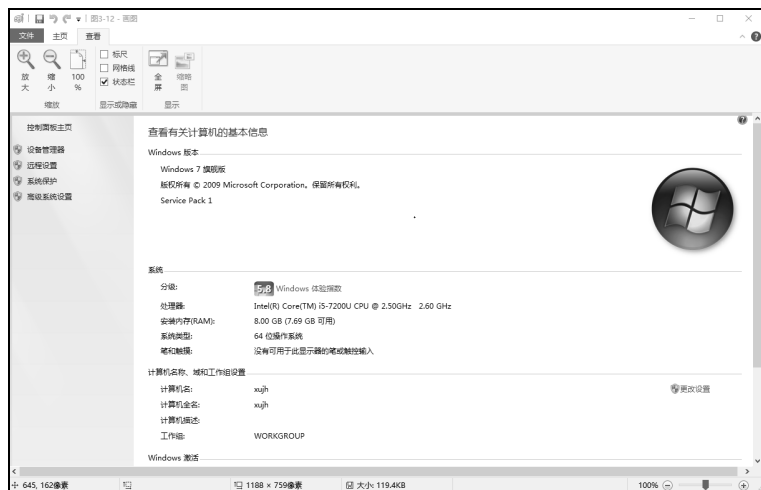 图3-12 - 画图
文件 主页 查看
放大
缩小
100%
标尺
网格线
状态栏
全屏
缩略图
缩放 显示或隐藏 显示
控制面板主页
设备管理器
远程设置
系统保护
高级系统设置
查看有关计算机的基本信息
Windows 版本
Windows 7 旗舰版
版权所有 © 2009 Microsoft Corporation。保留所有权利。
Service Pack 1
系统
分级: 5.8 Windows 体验指数
处理器: Intel(R) Core(TM) i5-7200U CPU @ 2.50GHz 2.60 GHz
安装内存(RAM): 8.00 GB (7.69 GB 可用)
系统类型: 64 位操作系统
笔和触摸: 没有可用于此显示器的笔或触控输入
计算机名称、域和工作组设置
计算机名: xujh 更改设置
计算机全名: xujh
计算机描述:
工作组: WORKGROUP
Windows 激活
645, 162像素 1188 × 759像素 大小: 119.4KB 100%